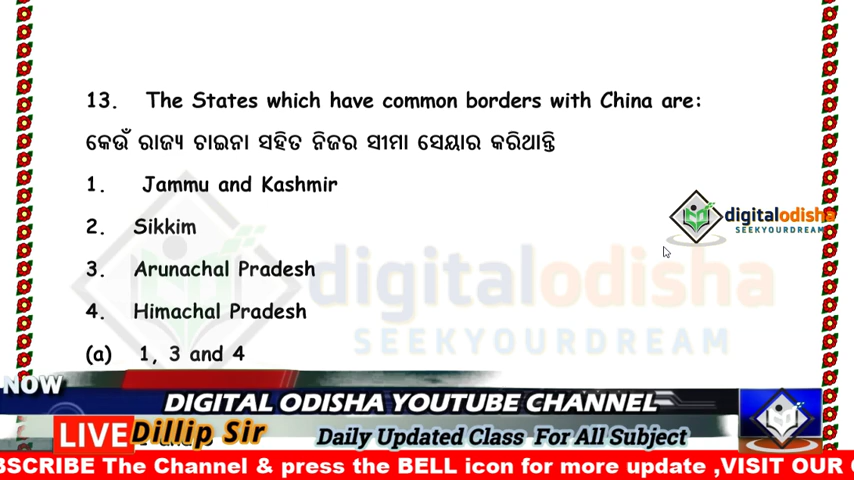 13. The States which have common borders with China are:
କେଉଁ ରାଜ୍ୟ ଚାଇନା ସହିତ ନିଜର ସୀମା ସେୟାର କରିଥାନ୍ତି
1. Jammu and Kashmir
2. Sikkim
3. Arunachal Pradesh
4. Himachal Pradesh
(a) 1, 3 and 4
digitalodisha
SEEKYOURDREAM
digitalodisha
SEEKYOURDREAM
NOW
DIGITAL ODISHA YOUTUBE CHANNEL
LIVE Dillip Sir Daily Updated Class For All Subject
BSCRIBE The Channel & press the BELL icon for more update ,VISIT OUR